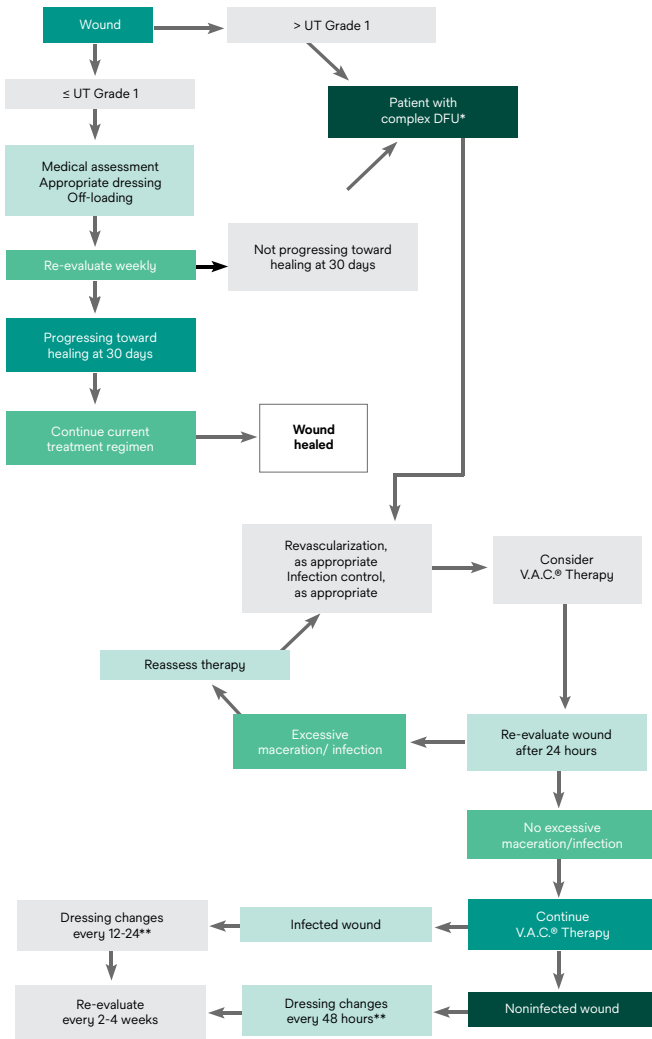 Wound
> UT Grade 1
≤ UT Grade 1
Patient with
complex DFU*
Medical assessment
Appropriate dressing
Off-loading
Re-evaluate weekly
Not progressing toward
healing at 30 days
Progressing toward
healing at 30 days
Continue current
treatment regimen
Wound
healed
Revascularization,
as appropriate
Infection control,
as appropriate
Consider
V.A.C.® Therapy
Reassess therapy
Excessive
maceration/ infection
Re-evaluate wound
after 24 hours
No excessive
maceration/infection
Continue
V.A.C.® Therapy
Infected wound
Dressing changes
every 12-24**
Re-evaluate
every 2-4 weeks
Dressing changes
every 48 hours**
Noninfected wound